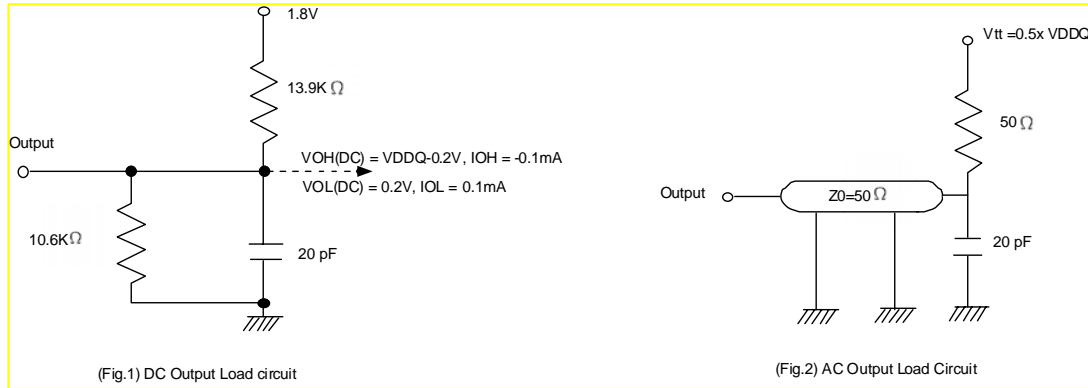 1.8V
13.9K Ω
Output
VOH(DC) = VDDQ-0.2V, IOH = -0.1mA
VOL(DC) = 0.2V, IOL = 0.1mA
10.6KΩ
20 pF
(Fig.1) DC Output Load circuit
Vtt =0.5x VDDQ
50 Ω
Output
Z0=50 Ω
20 pF
(Fig.2) AC Output Load Circuit